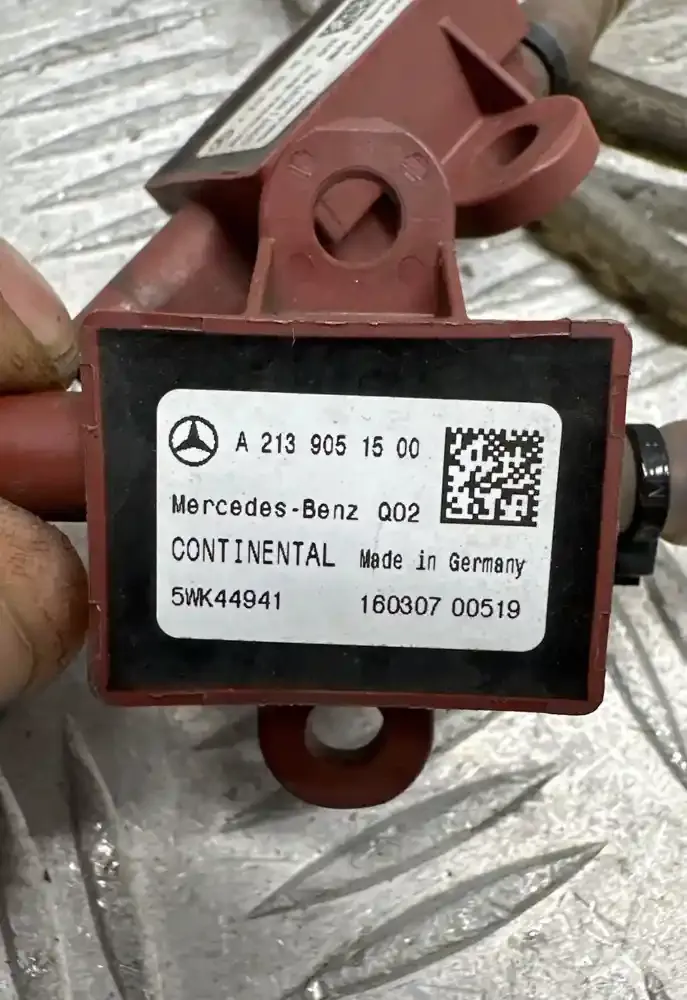 A 213 905 15 00
Mercedes-Benz Q02
CONTINENTAL Made in Germany
5WK44941 160307 00519